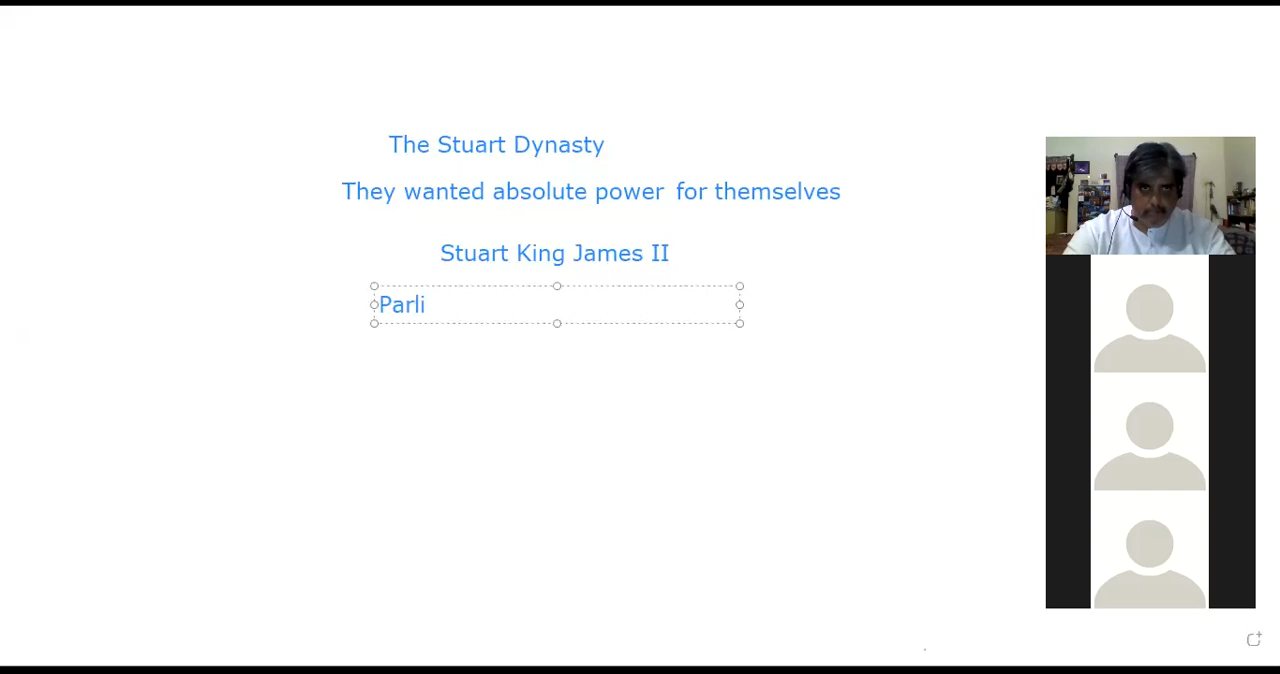 The Stuart Dynasty
They wanted absolute power for themselves
Stuart King James II
Parli